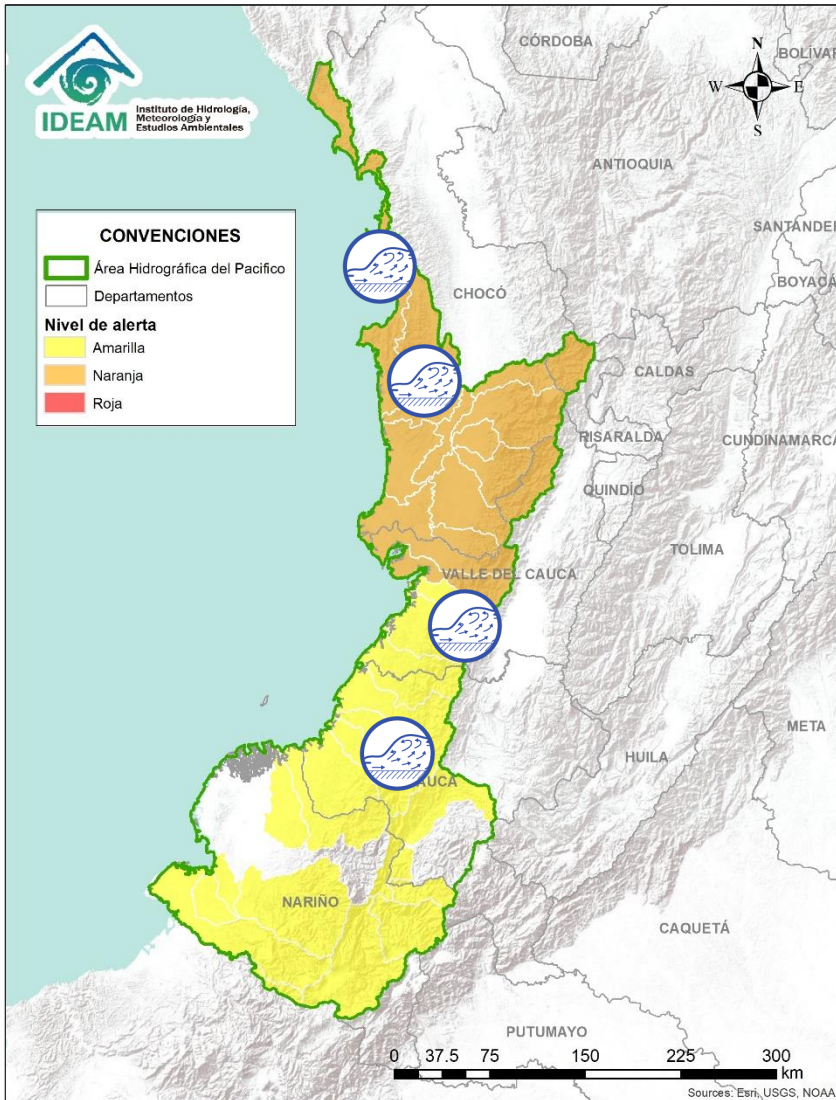 IDEAM
Instituto de Hidrología,
Meteorología y
Estudios Ambientales
CÓRDOBA
BOLÍVAR
N
W
E
S
ANTIOQUIA
SANTANDER
BOYACÁ
CONVENCIONES
Área Hidrográfica del Pacifico
Departamentos
Nivel de alerta
Amarilla
Naranja
Roja
CHOCÓ
CALDAS
RISARALDA
CUNDINAMARCA
QUINDÍO
TOLIMA
VALLE DEL CAUCA
META
HUILA
AUCA
NARIÑO
CAQUETÁ
PUTUMAYO
0 37.5 75 150 225 300
km
Sources: Esri, USGS, NOAA